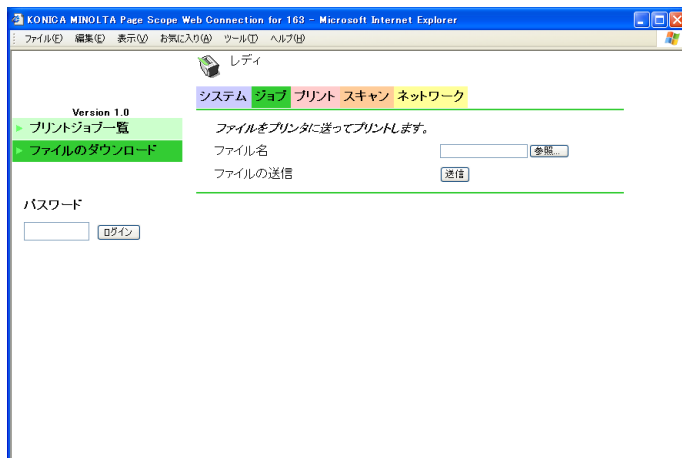 KONICA MINOLTA Page Scope Web Connection for 163 - Microsoft Internet Explorer
ファイル(F) 編集(E) 表示(V) お気に入り(A) ツール(T) ヘルプ(H)
レディ
システム ジョブ プリント スキャン ネットワーク
Version 1.0
プリントジョブ一覧
ファイルのダウンロード
ファイルをプリンタに送ってプリントします。
ファイル名 参照...
ファイルの送信 送信
パスワード
ログイン